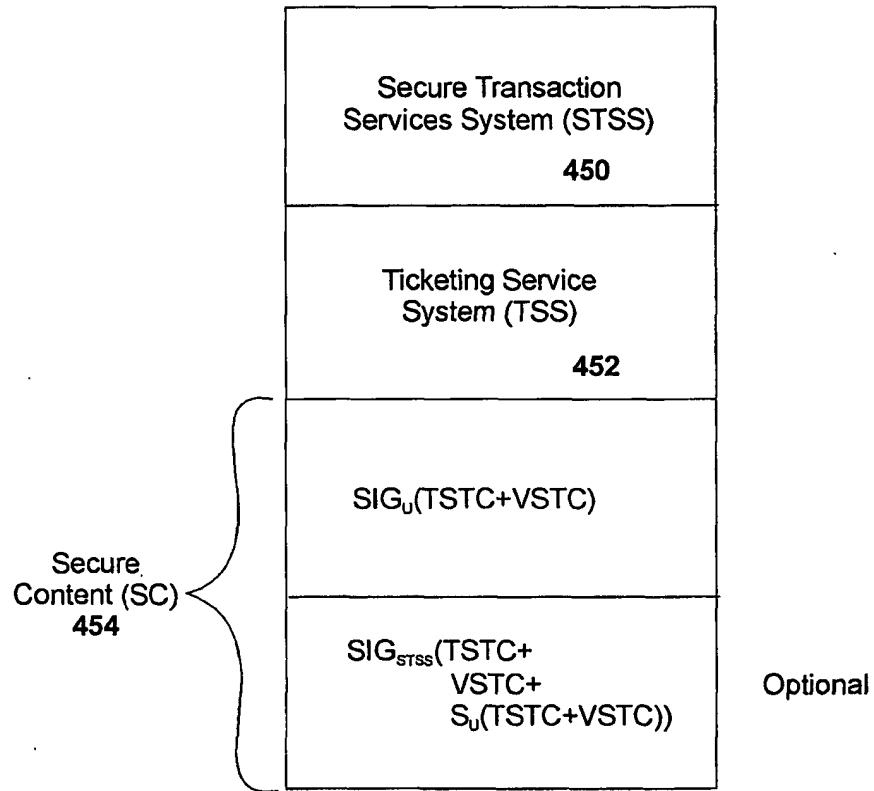 Secure Transaction
Services System (STSS)
450
Ticketing Service
System (TSS)
452
SIGU(TSTC+VSTC)
Secure
Content (SC)
454
SIGSTSS(TSTC+
VSTC+
SU(TSTC+VSTC))
Optional